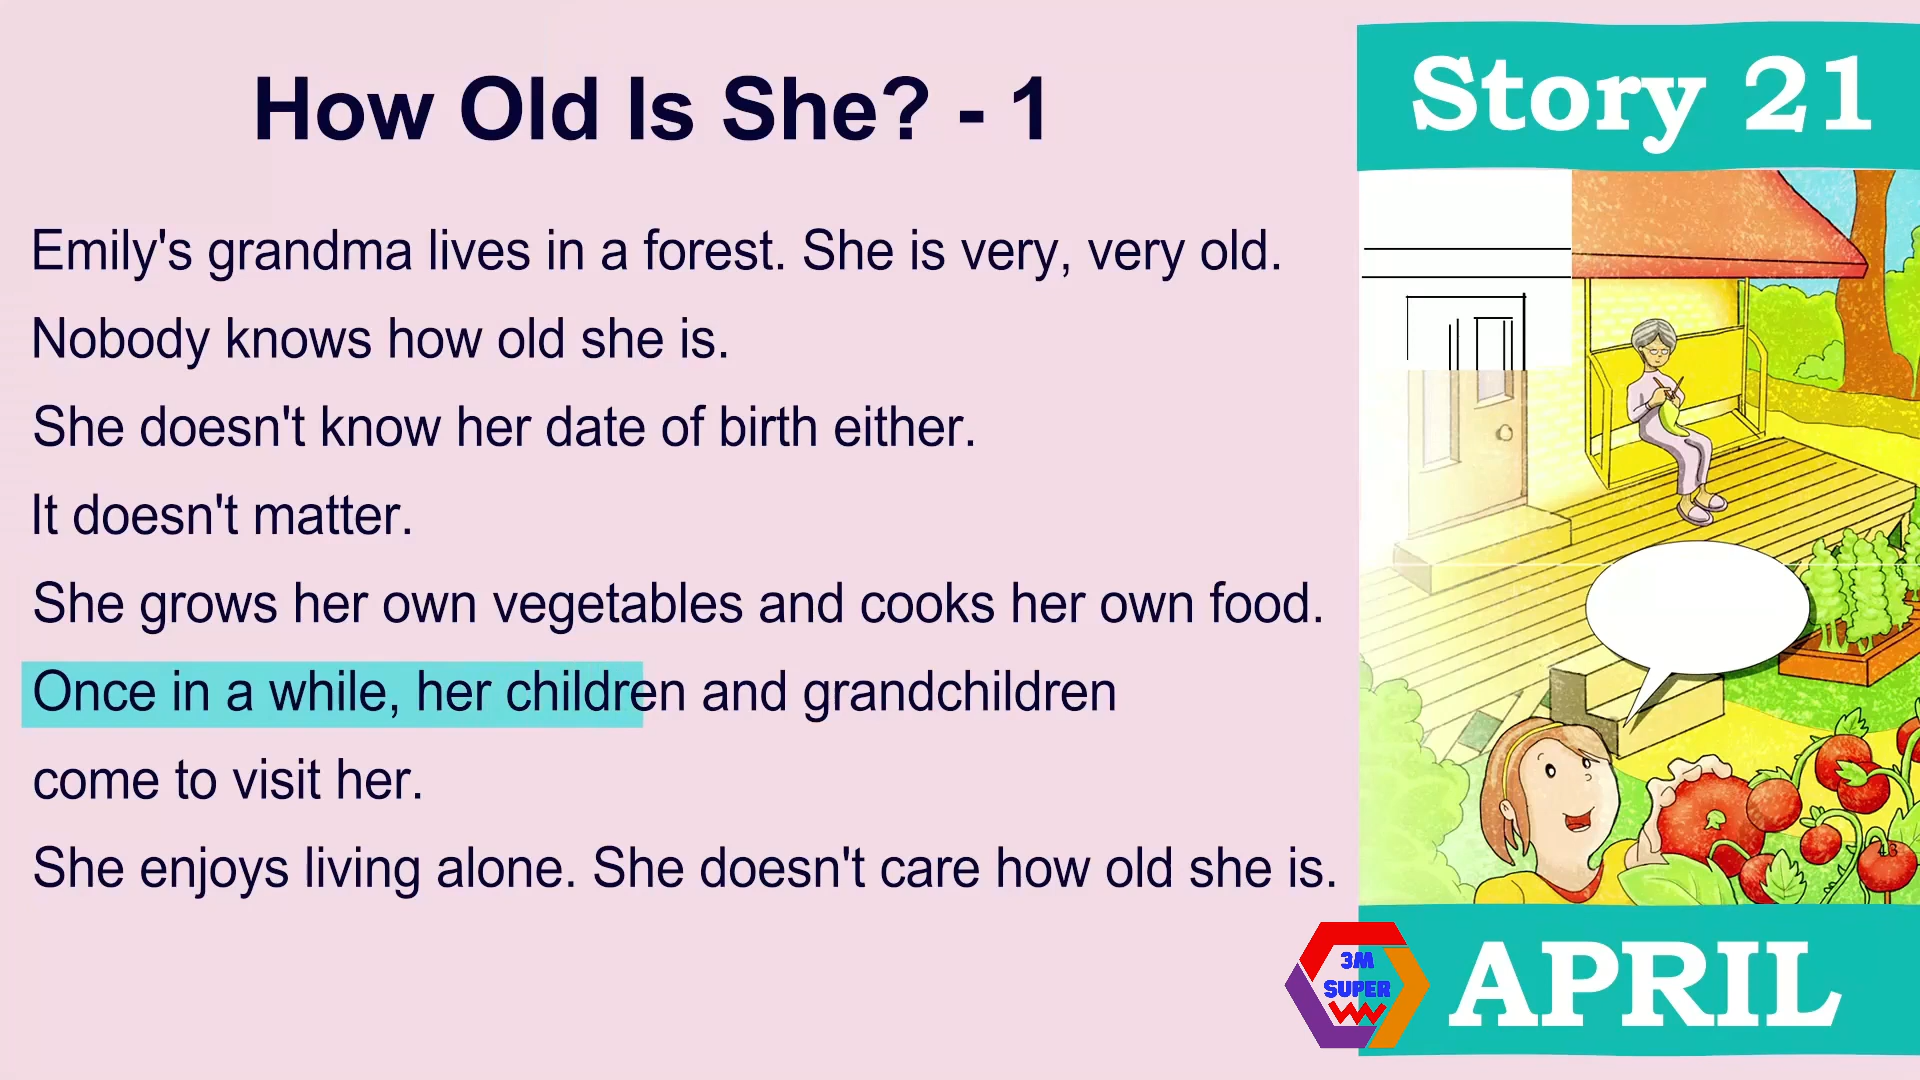 How Old Is She? - 1
Story 21
Emily's grandma lives in a forest. She is very, very old.
Nobody knows how old she is.
She doesn't know her date of birth either.
It doesn't matter.
She grows her own vegetables and cooks her own food.
Once in a while, her children and grandchildren
come to visit her.
She enjoys living alone. She doesn't care how old she is.
43
3M
SUPER
APRIL